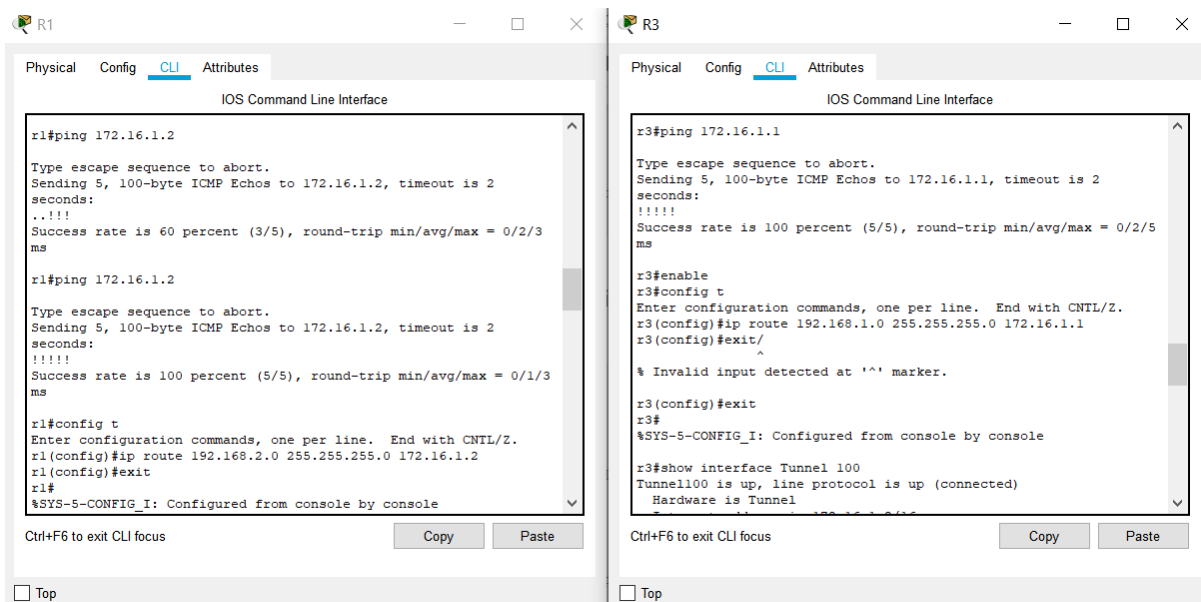 R1
Physical Config CLI Attributes
IOS Command Line Interface
r1#ping 172.16.1.2
Type escape sequence to abort.
Sending 5, 100-byte ICMP Echos to 172.16.1.2, timeout is 2
seconds:
..!!!
Success rate is 60 percent (3/5), round-trip min/avg/max = 0/2/3
ms
r1#ping 172.16.1.2
Type escape sequence to abort.
Sending 5, 100-byte ICMP Echos to 172.16.1.2, timeout is 2
seconds:
!!!!!
Success rate is 100 percent (5/5), round-trip min/avg/max = 0/1/3
ms
r1#config t
Enter configuration commands, one per line.  End with CNTL/Z.
r1(config)#ip route 192.168.2.0 255.255.255.0 172.16.1.2
r1(config)#exit
r1#
%SYS-5-CONFIG_I: Configured from console by console
Ctrl+F6 to exit CLI focus
Copy
Paste
Top
R3
Physical Config CLI Attributes
IOS Command Line Interface
r3#ping 172.16.1.1
Type escape sequence to abort.
Sending 5, 100-byte ICMP Echos to 172.16.1.1, timeout is 2
seconds:
!!!!!
Success rate is 100 percent (5/5), round-trip min/avg/max = 0/2/5
ms
r3#enable
r3#config t
Enter configuration commands, one per line.  End with CNTL/Z.
r3(config)#ip route 192.168.1.0 255.255.255.0 172.16.1.1
r3(config)#exit/
^
% Invalid input detected at '^' marker.
r3(config)#exit
r3#
%SYS-5-CONFIG_I: Configured from console by console
r3#show interface Tunnel 100
Tunnel100 is up, line protocol is up (connected)
Hardware is Tunnel
Ctrl+F6 to exit CLI focus
Copy
Paste
Top